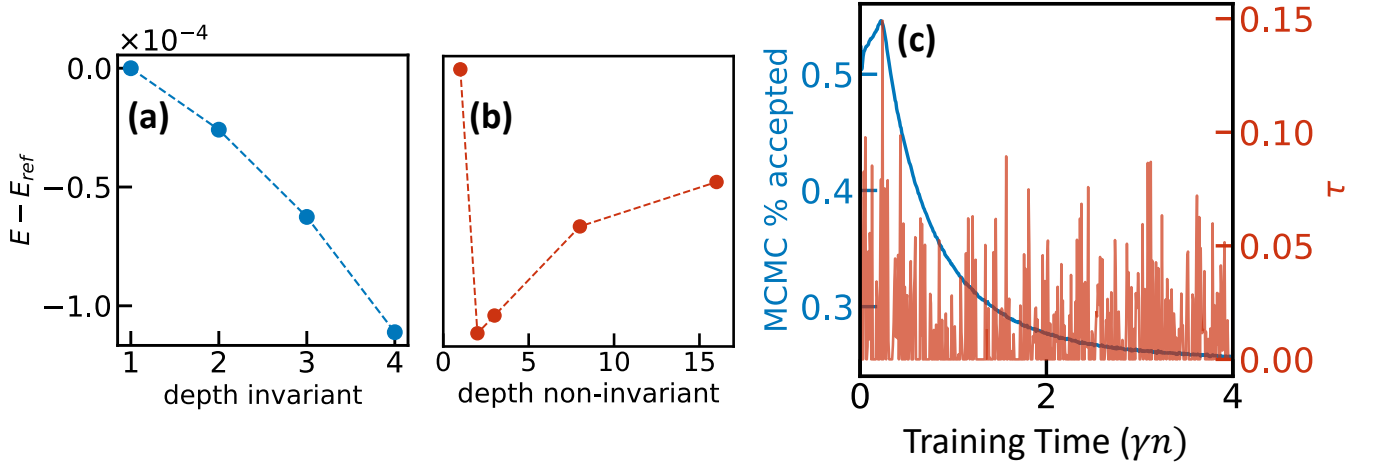 ×10⁻⁴
E − E_ref
0.0
−0.5
−1.0
(a)
1 2 3 4
depth invariant
(b)
0 5 10 15
depth non-invariant
(c)
MCMC % accepted
0.5
0.4
0.3
0.15
0.10
0.05
0.00
τ
0 2 4
Training Time (γn)